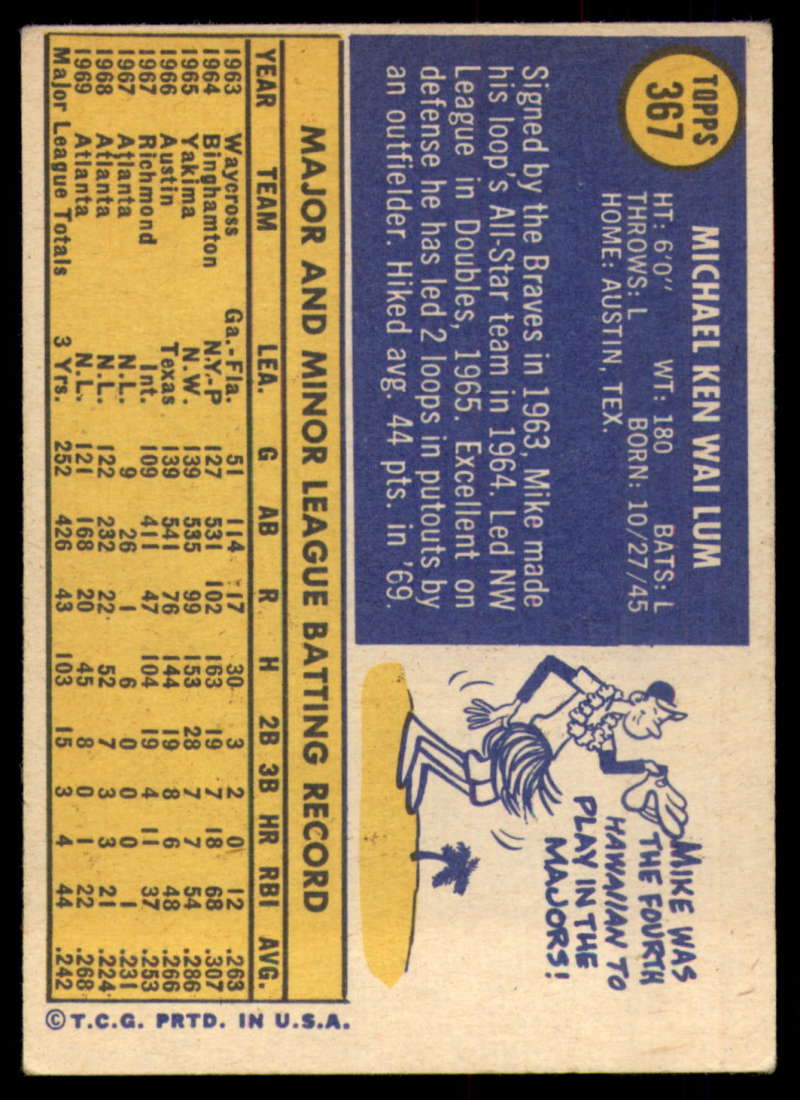 TOPPS
367
MICHAEL KEN WAI LUM
HT: 6'0" WT: 180 BATS: L
THROWS: L BORN: 10/27/45
HOME: AUSTIN, TEX.
Signed by the Braves in 1963, Mike made
his loop's All-Star team in 1964. Led NW
League in Doubles, 1965. Excellent on
defense he has led 2 loops in putouts by
an outfielder. Hiked avg. 44 pts. in '69.
MIKE WAS
THE FOURTH
HAWAIIAN TO
PLAY IN THE
MAJORS!
MAJOR AND MINOR LEAGUE BATTING RECORD
YEAR TEAM LEA. G AB R H 2B 3B HR RBI AVG.
1963 Waycross Ga.-Fla. 51 114 17 30 3 2 0 12 .263
1964 Binghamton N.Y.-P 127 531 102 163 19 7 18 68 .307
1965 Yakima N.W. 139 535 99 153 28 7 7 54 .286
1966 Austin Texas 139 541 76 144 19 8 6 48 .266
1967 Richmond Int. 109 411 47 104 19 4 11 37 .253
1967 Atlanta N.L. 9 26 1 6 0 0 0 1 .231
1968 Atlanta N.L. 122 232 22 52 7 3 3 21 .224
1969 Atlanta N.L. 121 168 20 45 8 0 1 22 .268
Major League Totals 3 Yrs. 252 426 43 103 15 3 4 44 .242
© T.C.G. PRTD. IN U.S.A.